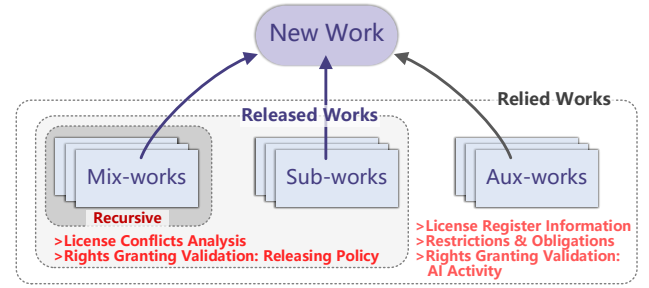 New Work
Relied Works
Released Works
Mix-works
Sub-works
Aux-works
Recursive
>License Conflicts Analysis
>Rights Granting Validation: Releasing Policy
>License Register Information
>Restrictions & Obligations
>Rights Granting Validation:
AI Activity